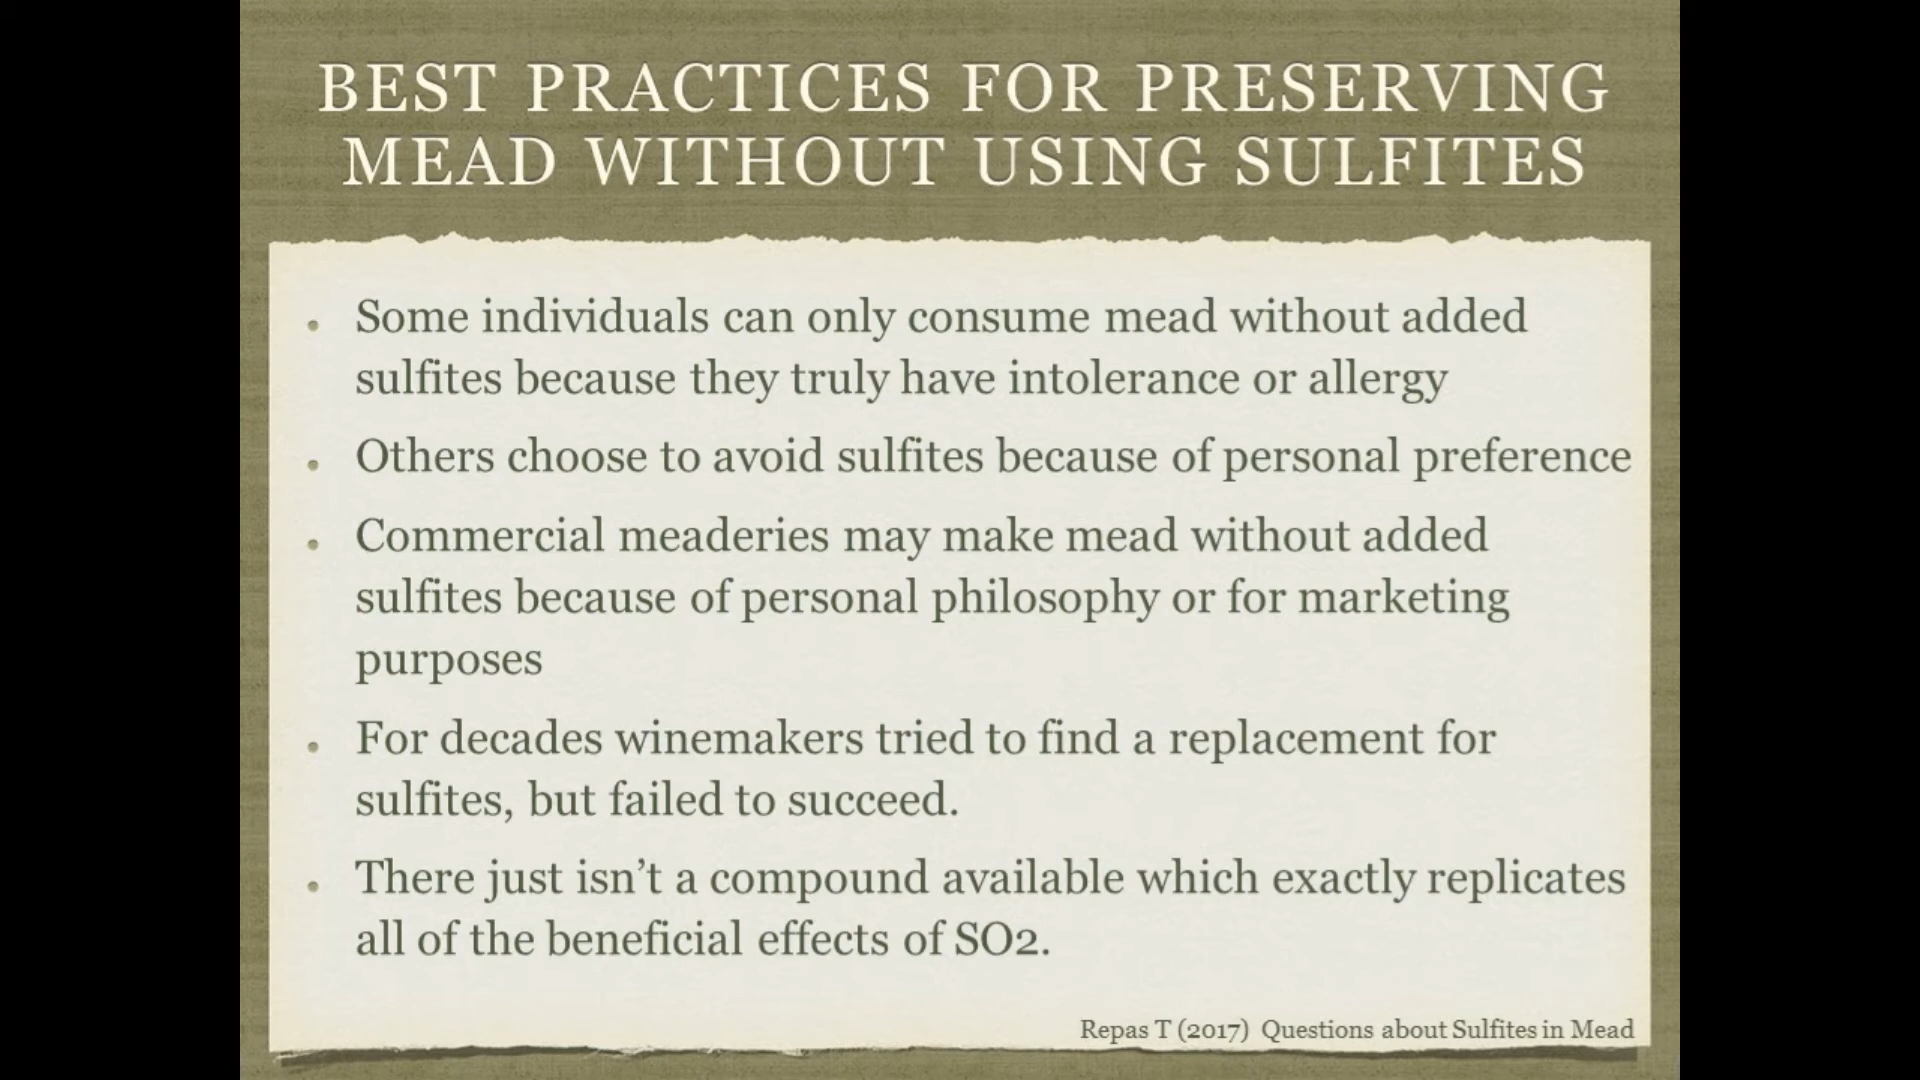 BEST PRACTICES FOR PRESERVING
MEAD WITHOUT USING SULFITES
• Some individuals can only consume mead without added
sulfites because they truly have intolerance or allergy
• Others choose to avoid sulfites because of personal preference
• Commercial meaderies may make mead without added
sulfites because of personal philosophy or for marketing
purposes
• For decades winemakers tried to find a replacement for
sulfites, but failed to succeed.
• There just isn’t a compound available which exactly replicates
all of the beneficial effects of SO2.
Repas T (2017) Questions about Sulfites in Mead